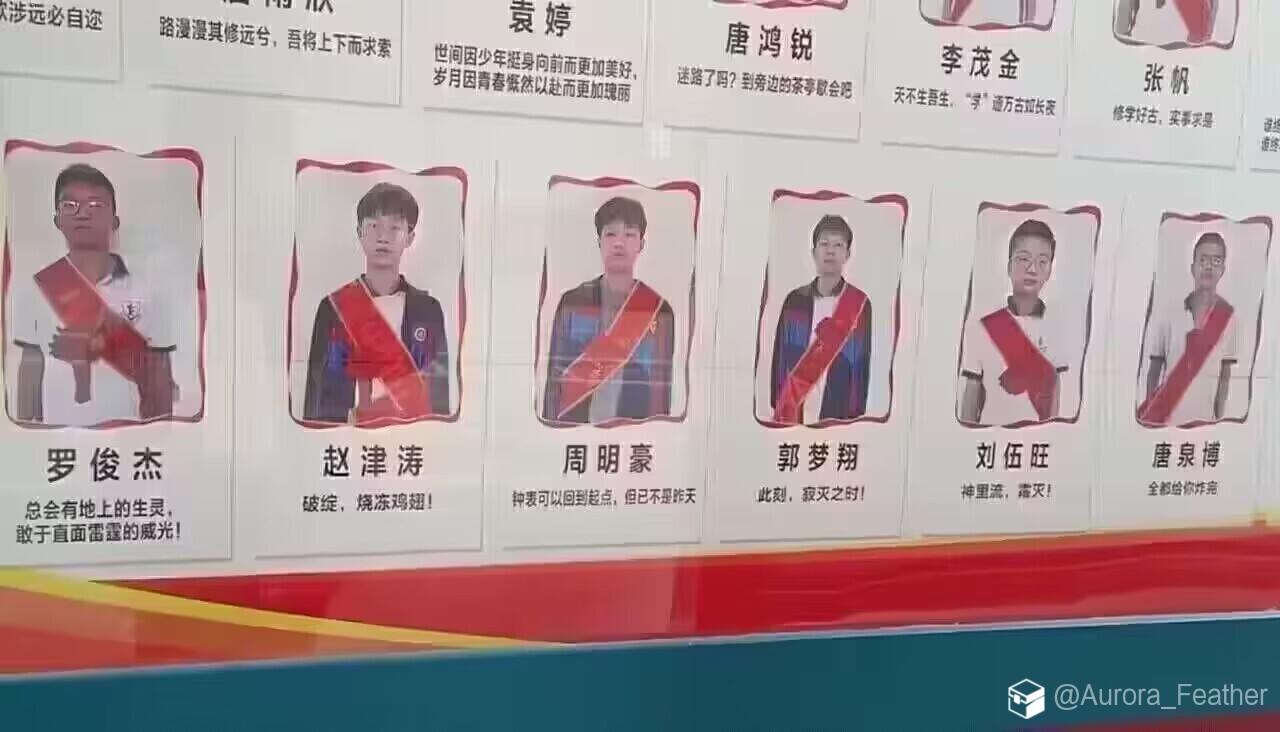 涉远必自迩
路漫漫其修远兮，吾将上下而求索
袁婷
世间因少年挺身向前而更加美好，
岁月因青春慨然以赴而更加瑰丽
唐鸿锐
迷路了吗？到旁边的茶亭歇会吧
李茂金
天不生吾生，“学”道万古如长夜
张帆
修学好古，实事求是
罗俊杰
总会有地上的生灵，
敢于直面雷霆的威光！
赵津涛
破绽，烧冻鸡翅！
周明豪
钟表可以回到起点，但已不是昨天
郭梦翔
此刻，寂灭之时！
刘伍旺
神里流，霜灭！
唐泉博
全都给你炸完
@Aurora_Feather